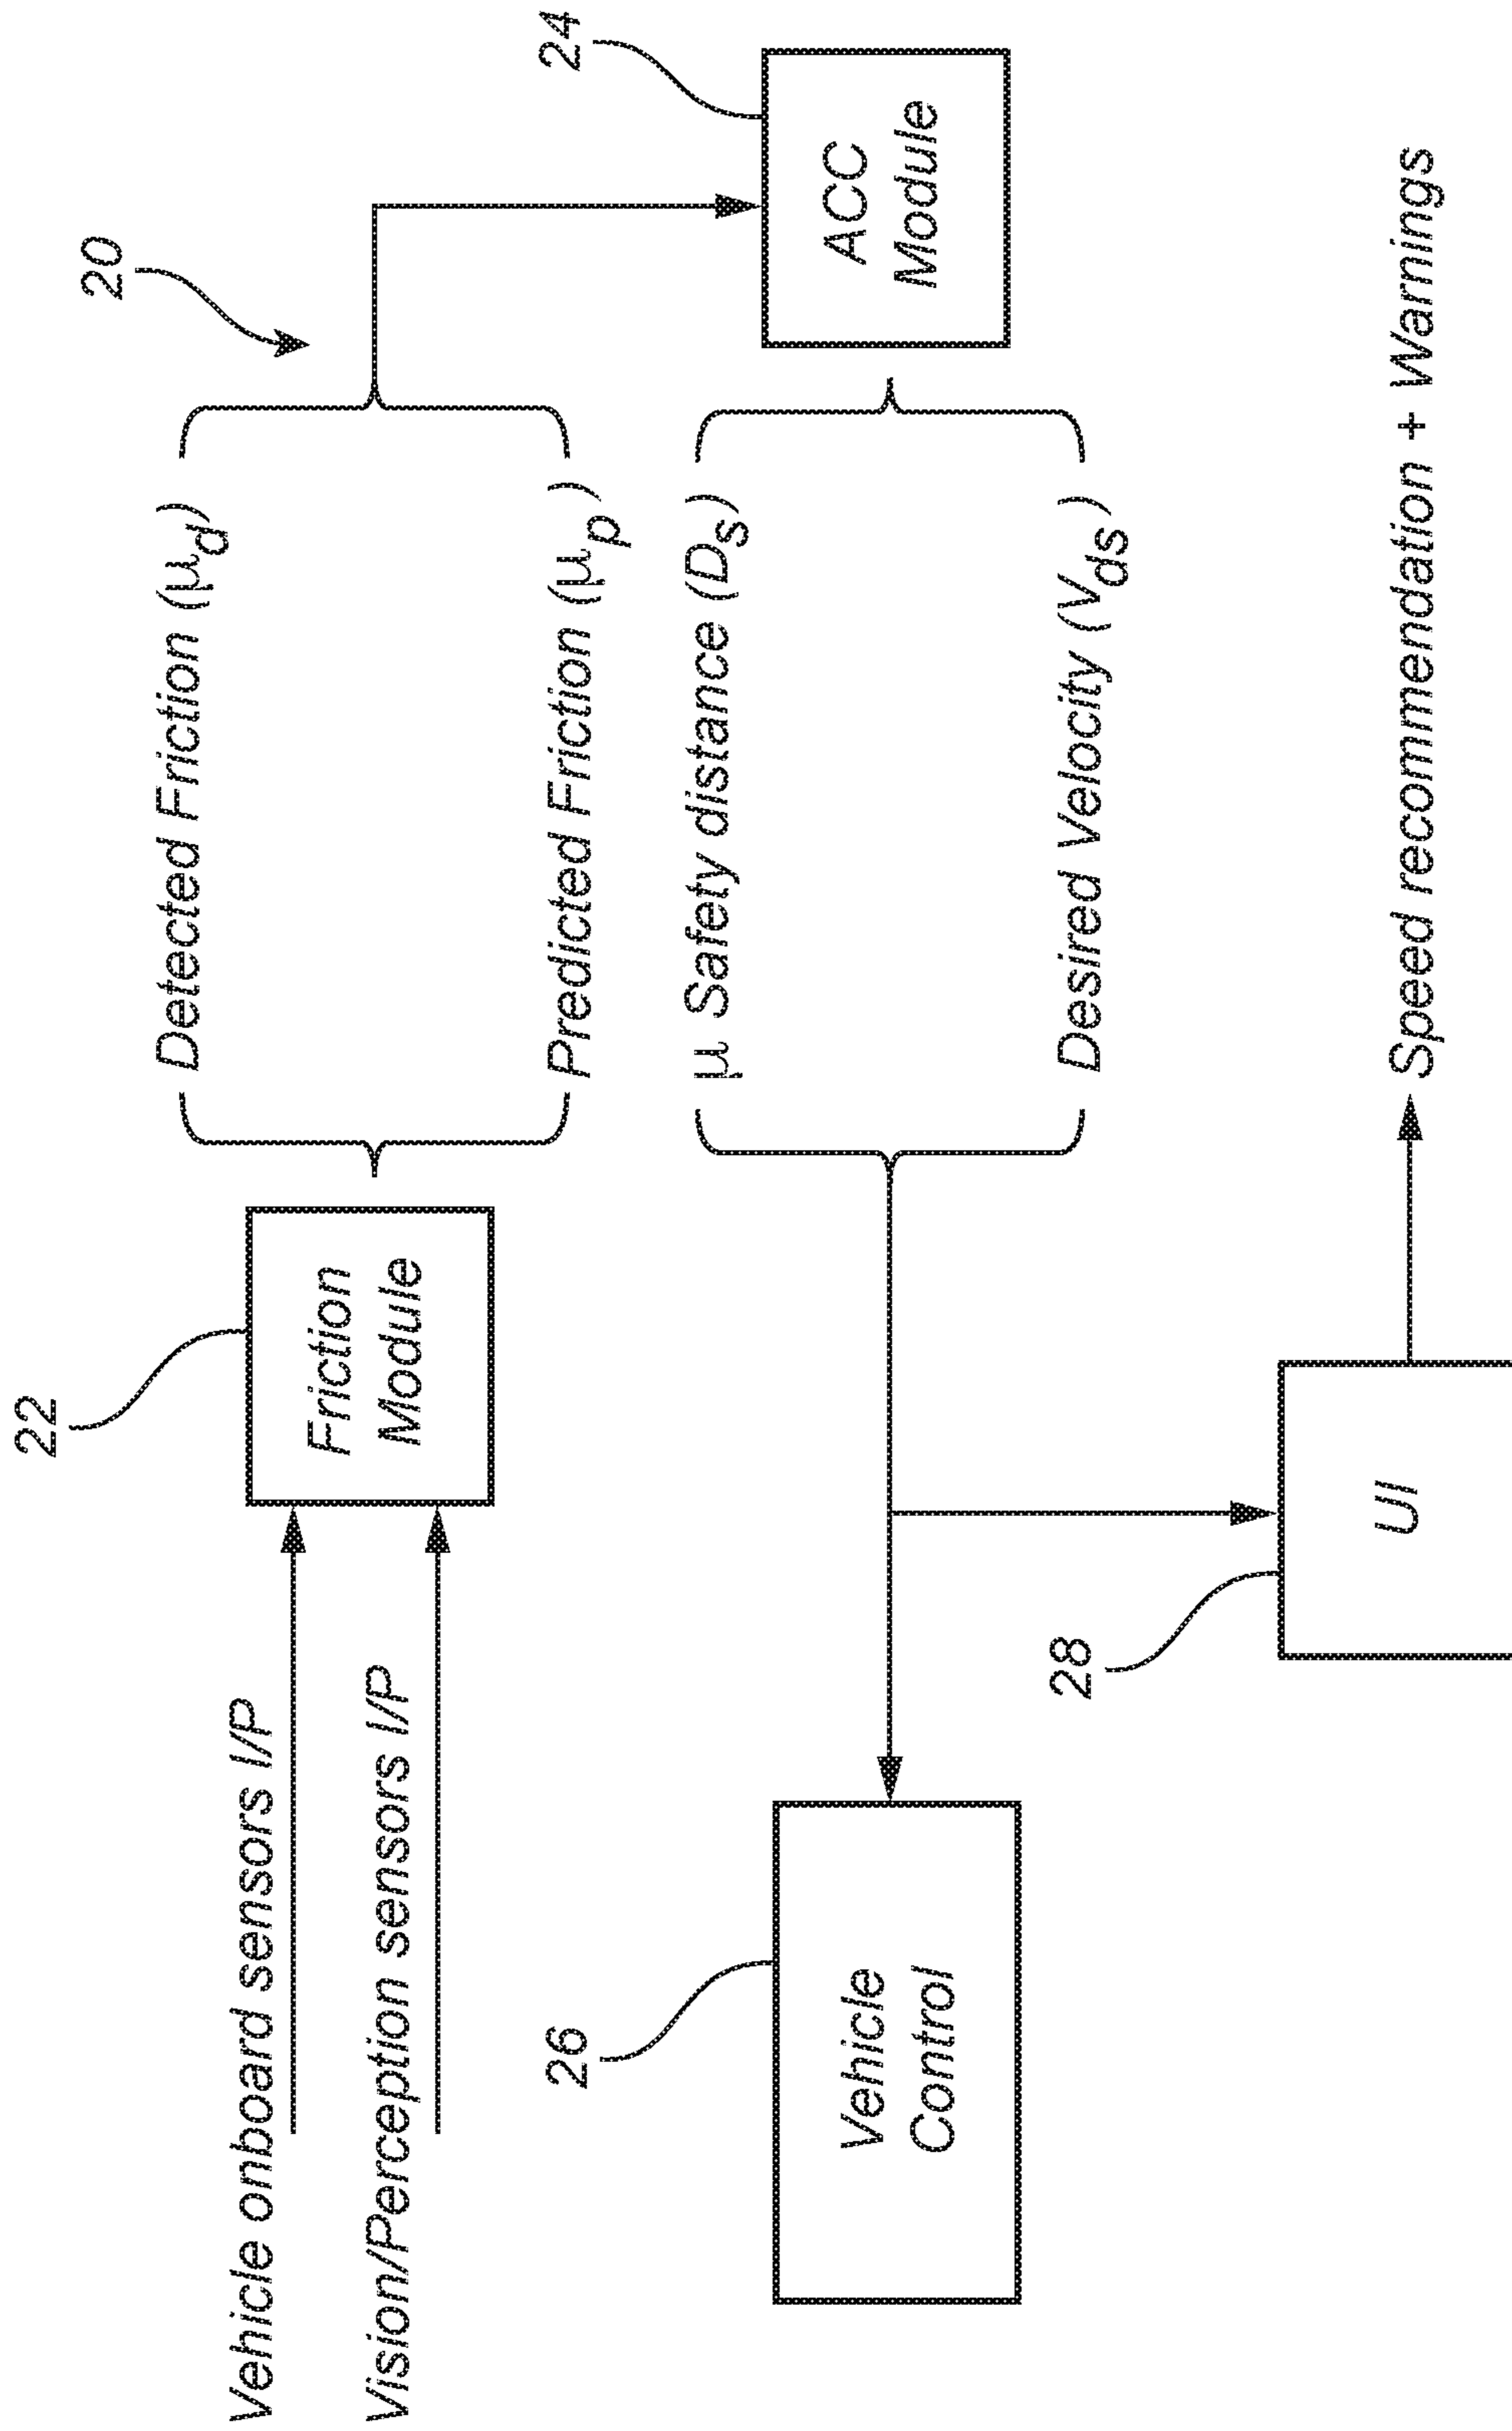 20
22
Vehicle onboard sensors I/P
Vision/Perception sensors I/P
Friction
Module
Detected Friction (μd)
Predicted Friction (μp)
24
ACC
Module
μ Safety distance (Ds)
Desired Velocity (Vds)
26
Vehicle
Control
28
UI
Speed recommendation + Warnings